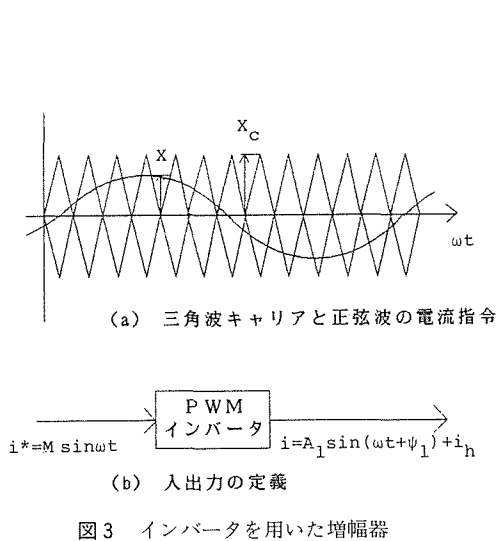 X
X_c
ωt
(a) 三角波キャリアと正弦波の電流指令
PWM
インバータ
i*=M sinωt
i=A_1sin(ωt+ψ_1)+i_h
(b) 入出力の定義
図3 インバータを用いた増幅器